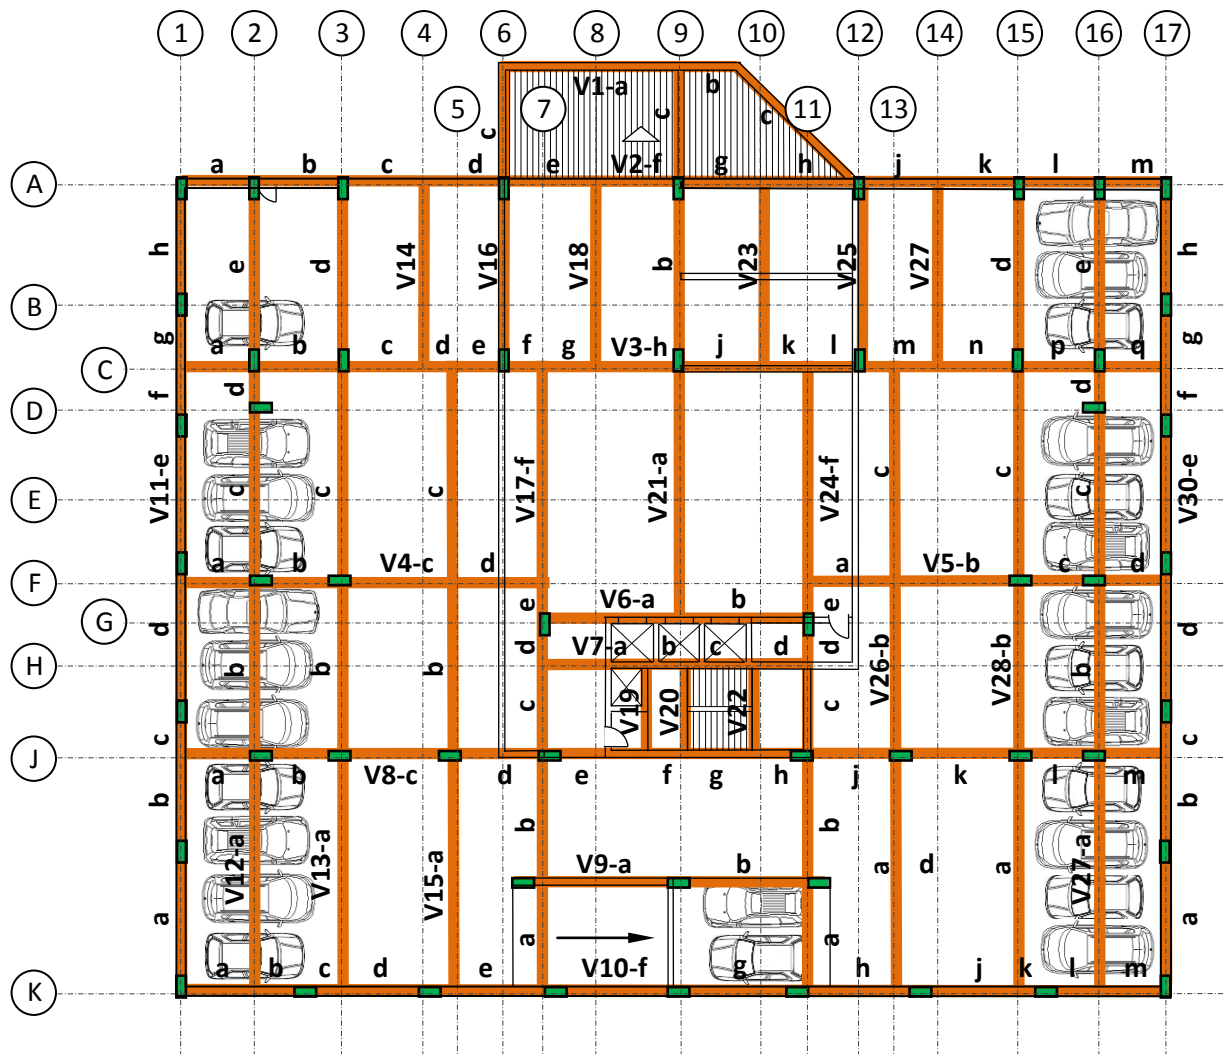 1 2 3 4 6 8 9 10 12 14 15 16 17
V1-a b
5 7 c c c 11 13
a b c d e V2-f g h j k l m
A
h e d V14 V16 V18 b V23 V25 V27 d e h
B
g g
a b c d e f g V3-h j k l m n p q
C
f d d f
D
V11-e c c c V17-f V21-a V24-f c c c V30-e
E
a b V4-c d a V5-b c d
F
e V6-a b e
G
d d V7-a b c d d d
H
b b b V26-b V28-b b
c c V19 V20 V22 c c
J
a b V8-c d e f g h j k l m
b b b b
V9-a b
V12-a V13-a V15-a a d a V27-a
a a a a
a b c d e V10-f g h j k l m
K